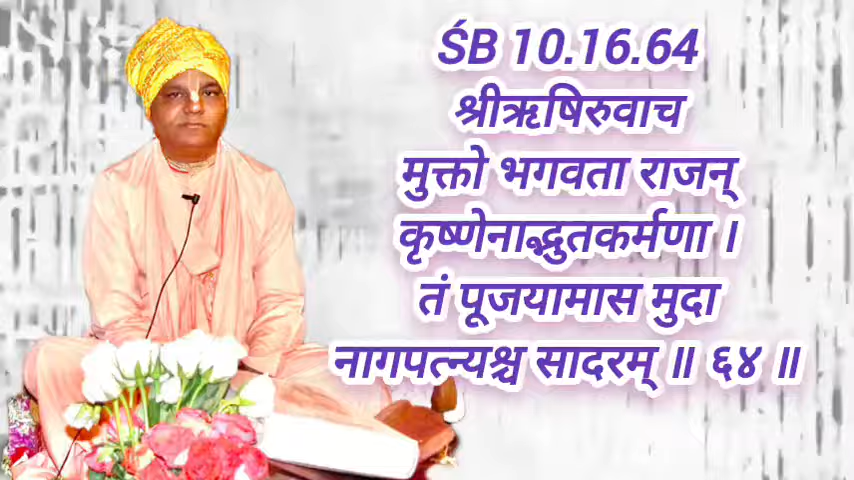 ŚB 10.16.64
श्रीऋषिरुवाच
मुक्तो भगवता राजन्
कृष्णेनाद्भुतकर्मणा ।
तं पूजयामास मुदा
नागपत्न्यश्च सादरम् ॥ ६४ ॥